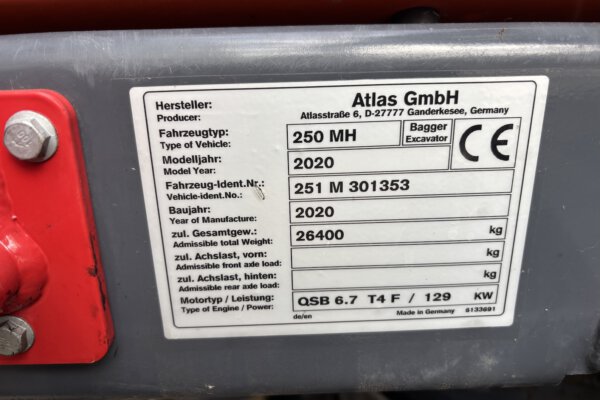 Hersteller: Atlas GmbH
Producer: Atlasstraße 6, D-27777 Ganderkesee, Germany
Fahrzeugtyp: 250 MH Bagger
Type of Vehicle: Excavator
CE
Modelljahr: 2020
Model Year:
Fahrzeug-Ident.Nr.: 251 M 301353
Vehicle-ident.No.:
Baujahr: 2020
Year of Manufacture:
zul. Gesamtgew.: 26400 kg
Admissible total Weight:
zul. Achslast, vorn: kg
Admissible front axle load:
zul. Achslast, hinten: kg
Admissible rear axle load:
Motortyp / Leistung: QSB 6.7 T4 F / 129 KW
Type of Engine / Power:
de/en Made in Germany 6133691